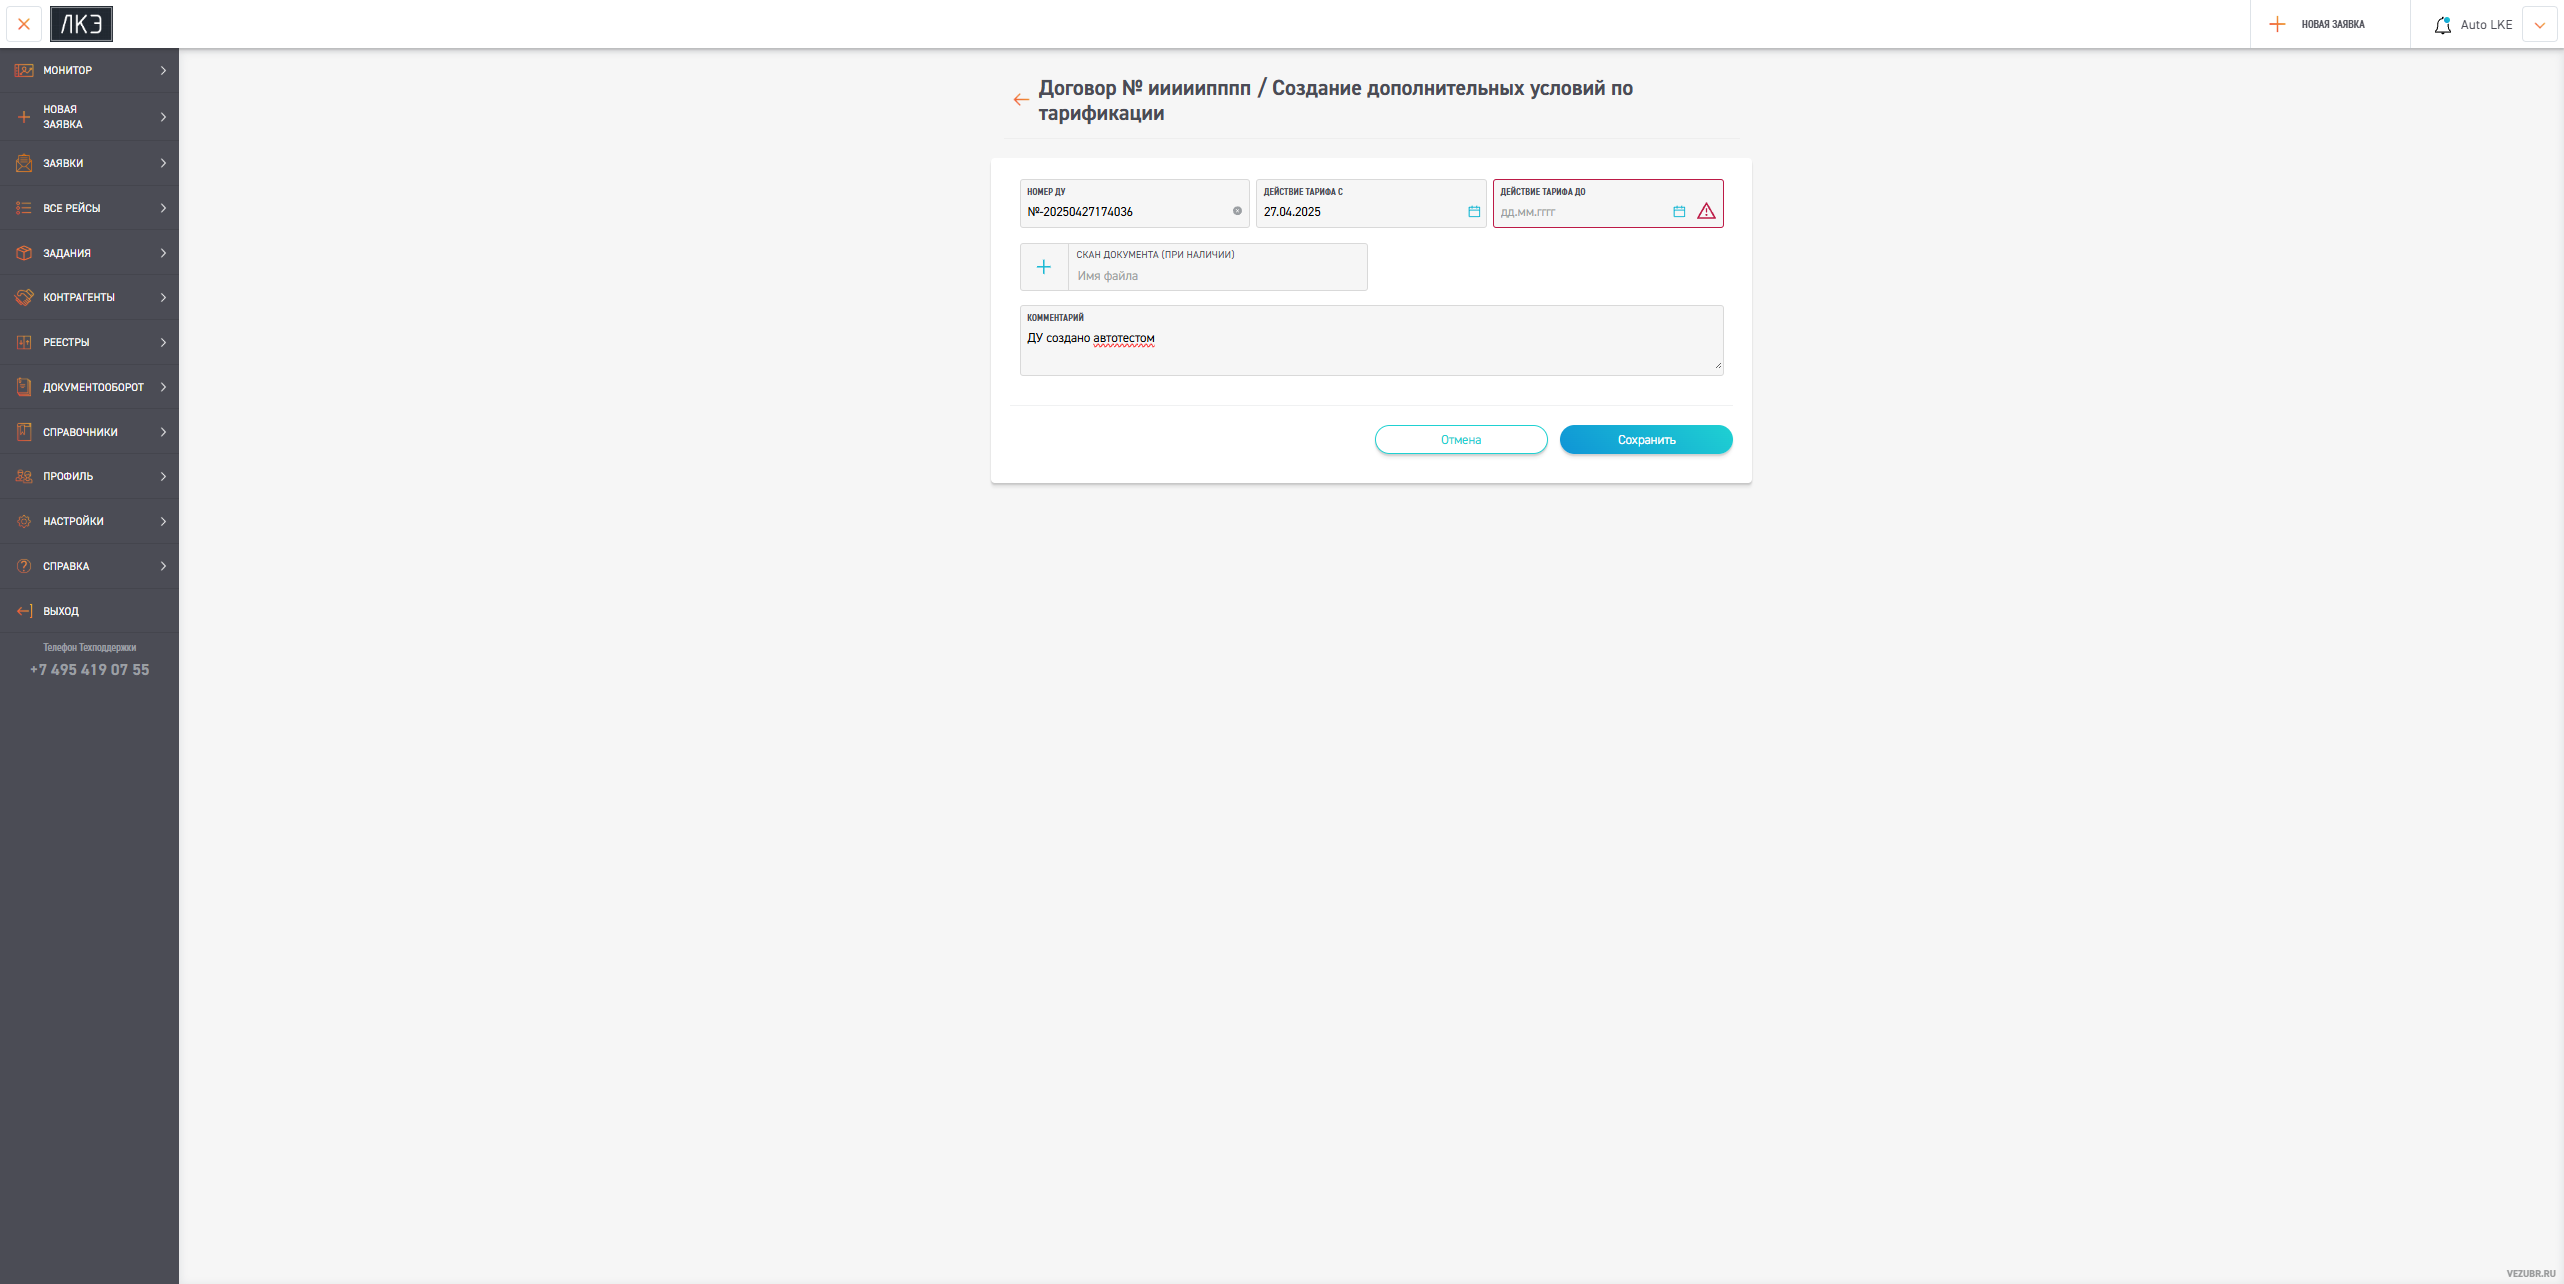 ЛКЭ
НОВАЯ ЗАЯВКА
Auto LKE
МОНИТОР
НОВАЯ
ЗАЯВКА
ЗАЯВКИ
ВСЕ РЕЙСЫ
ЗАДАНИЯ
КОНТРАГЕНТЫ
РЕЕСТРЫ
ДОКУМЕНТООБОРОТ
СПРАВОЧНИКИ
ПРОФИЛЬ
НАСТРОЙКИ
СПРАВКА
ВЫХОД
Телефон Техподдержки
+7 495 419 07 55
Договор № ииииипппп / Создание дополнительных условий по
тарификации
НОМЕР ДУ
№-20250427174036
ДЕЙСТВИЕ ТАРИФА С
27.04.2025
ДЕЙСТВИЕ ТАРИФА ДО
дд.мм.гггг
СКАН ДОКУМЕНТА (ПРИ НАЛИЧИИ)
Имя файла
КОММЕНТАРИЙ
ДУ создано автотестом
Отмена
Сохранить
VEZUBR.RU